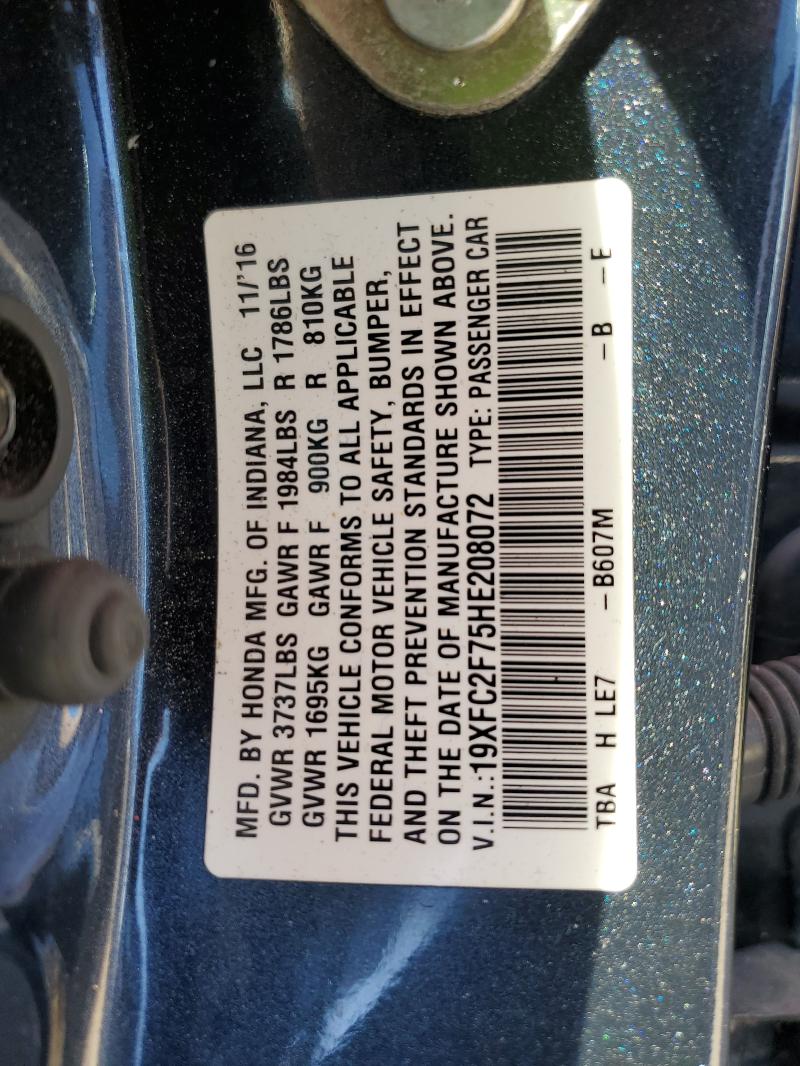 MFD. BY HONDA MFG. OF INDIANA, LLC 11/'16
GVWR 3737LBS GAWR F 1984LBS R 1786LBS
GVWR 1695KG GAWR F 900KG R 810KG
THIS VEHICLE CONFORMS TO ALL APPLICABLE
FEDERAL MOTOR VEHICLE SAFETY, BUMPER,
AND THEFT PREVENTION STANDARDS IN EFFECT
ON THE DATE OF MANUFACTURE SHOWN ABOVE.
V.I.N.:19XFC2F75HE208072 TYPE: PASSENGER CAR
TBA H LE7 –B607M –B –E